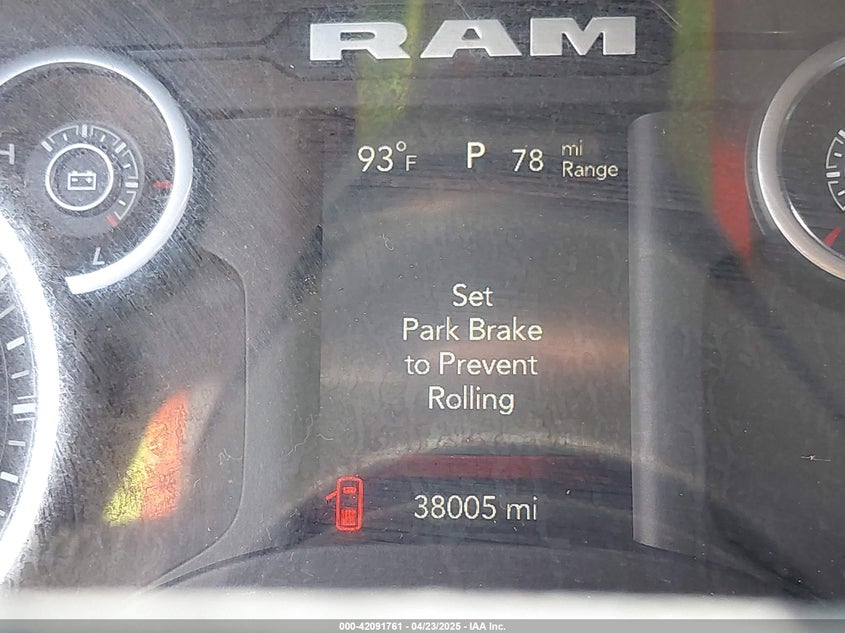 RAM
93°F P 78 mi Range
Set
Park Brake
to Prevent
Rolling
38005 mi
000-42091761 - 04/23/2025 - IAA Inc.